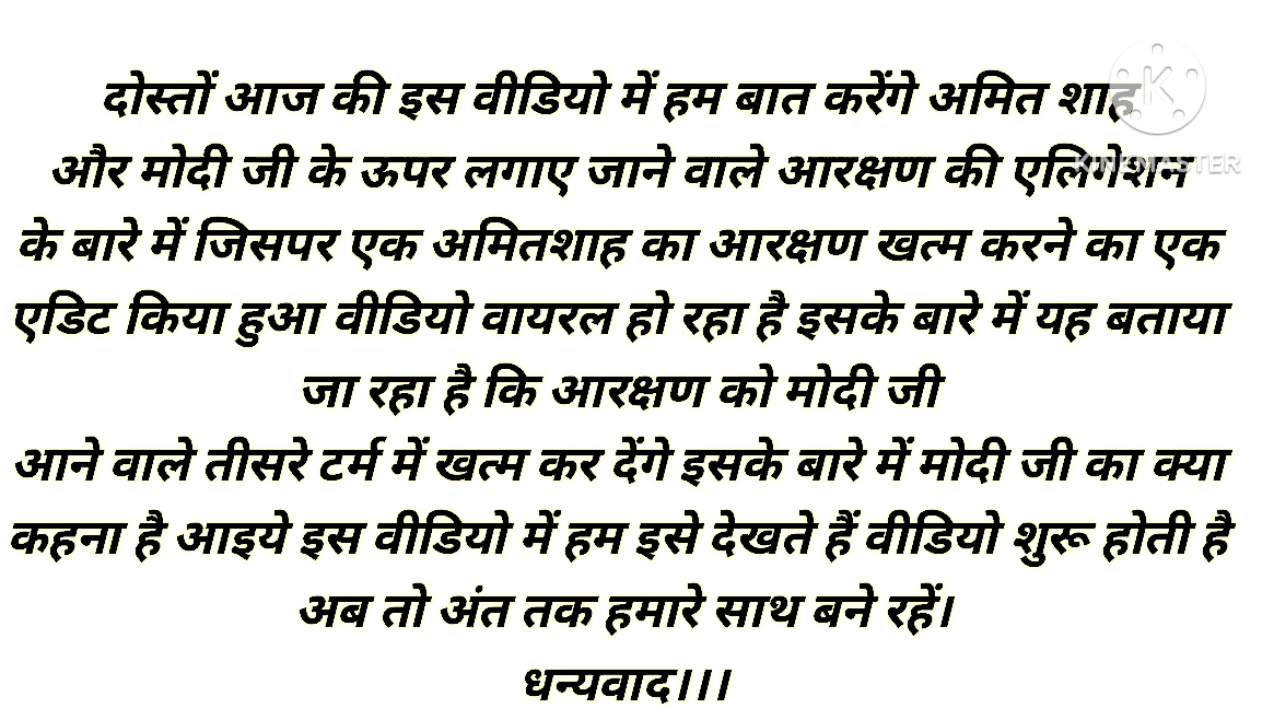 दोस्तों आज की इस वीडियो में हम बात करेंगे अमित शाह
और मोदी जी के ऊपर लगाए जाने वाले आरक्षण की एलिगेशन
के बारे में जिसपर एक अमितशाह का आरक्षण खत्म करने का एक
एडिट किया हुआ वीडियो वायरल हो रहा है इसके बारे में यह बताया
जा रहा है कि आरक्षण को मोदी जी
आने वाले तीसरे टर्म में खत्म कर देंगे इसके बारे में मोदी जी का क्या
कहना है आइये इस वीडियो में हम इसे देखते हैं वीडियो शुरू होती है
अब तो अंत तक हमारे साथ बने रहें।
धन्यवाद।।।
K
KINEMASTER